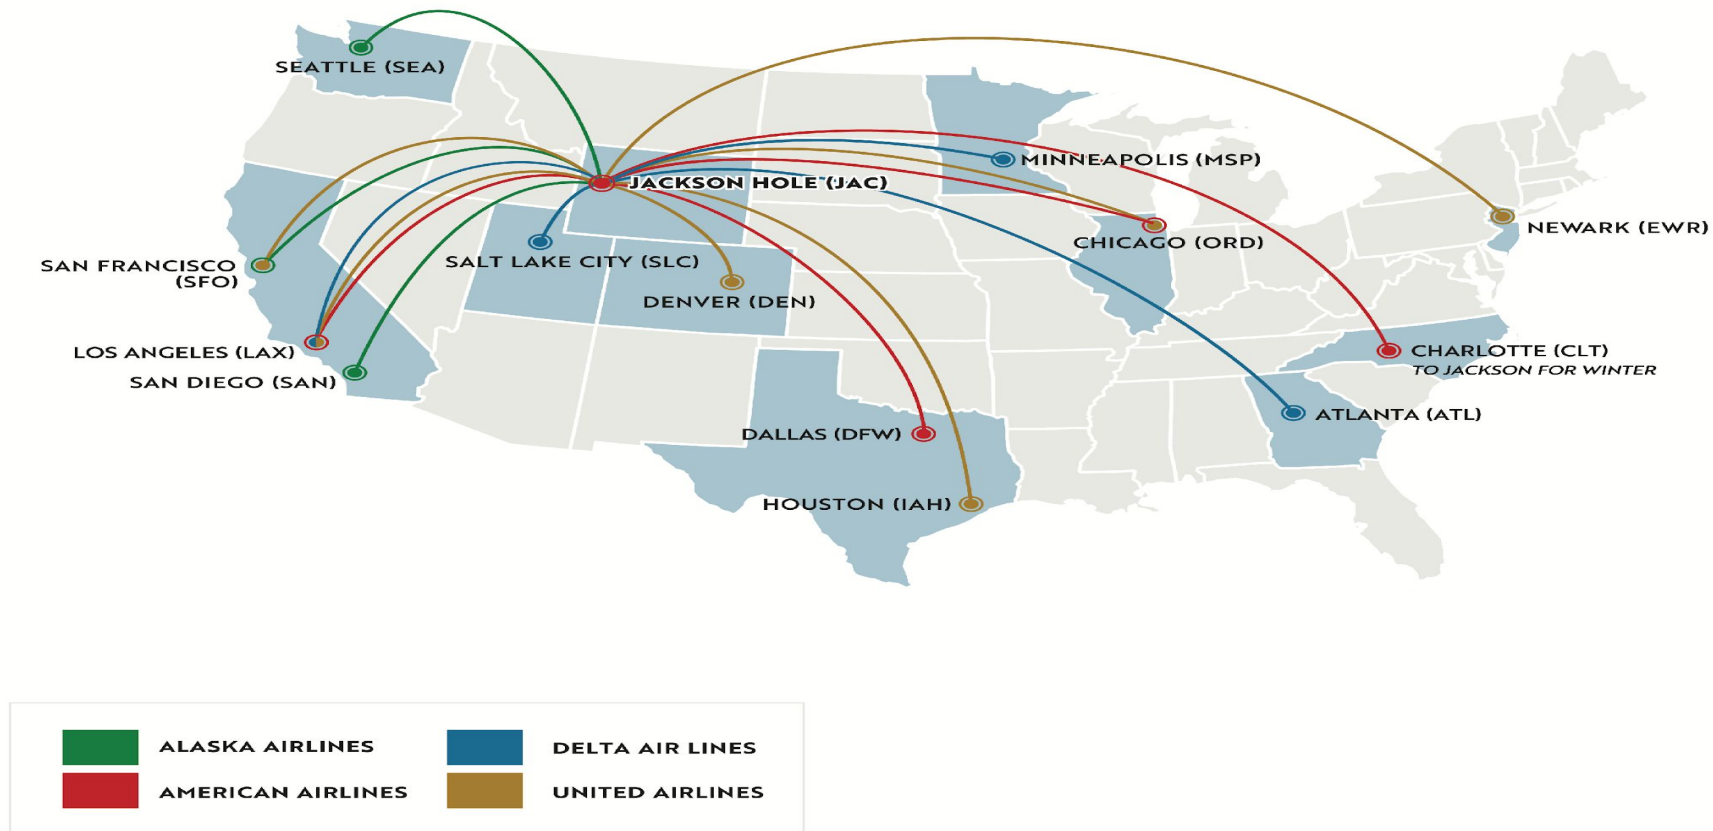 SEATTLE (SEA)
MINNEAPOLIS (MSP)
JACKSON HOLE (JAC)
NEWARK (EWR)
CHICAGO (ORD)
SAN FRANCISCO
(SFO)
SALT LAKE CITY (SLC)
DENVER (DEN)
LOS ANGELES (LAX)
CHARLOTTE (CLT)
TO JACKSON FOR WINTER
SAN DIEGO (SAN)
ATLANTA (ATL)
DALLAS (DFW)
HOUSTON (IAH)
ALASKA AIRLINES
DELTA AIR LINES
AMERICAN AIRLINES
UNITED AIRLINES